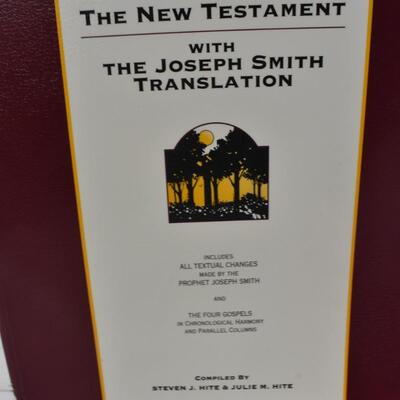 THE NEW TESTAMENT
WITH
THE JOSEPH SMITH
TRANSLATION
INCLUDES
ALL TEXTUAL CHANGES
MADE BY THE
PROPHET JOSEPH SMITH
AND
THE FOUR GOSPELS
IN CHRONOLOGICAL HARMONY
AND PARALLEL COLUMNS
COMPILED BY
STEVEN J. HITE & JULIE M. HITE